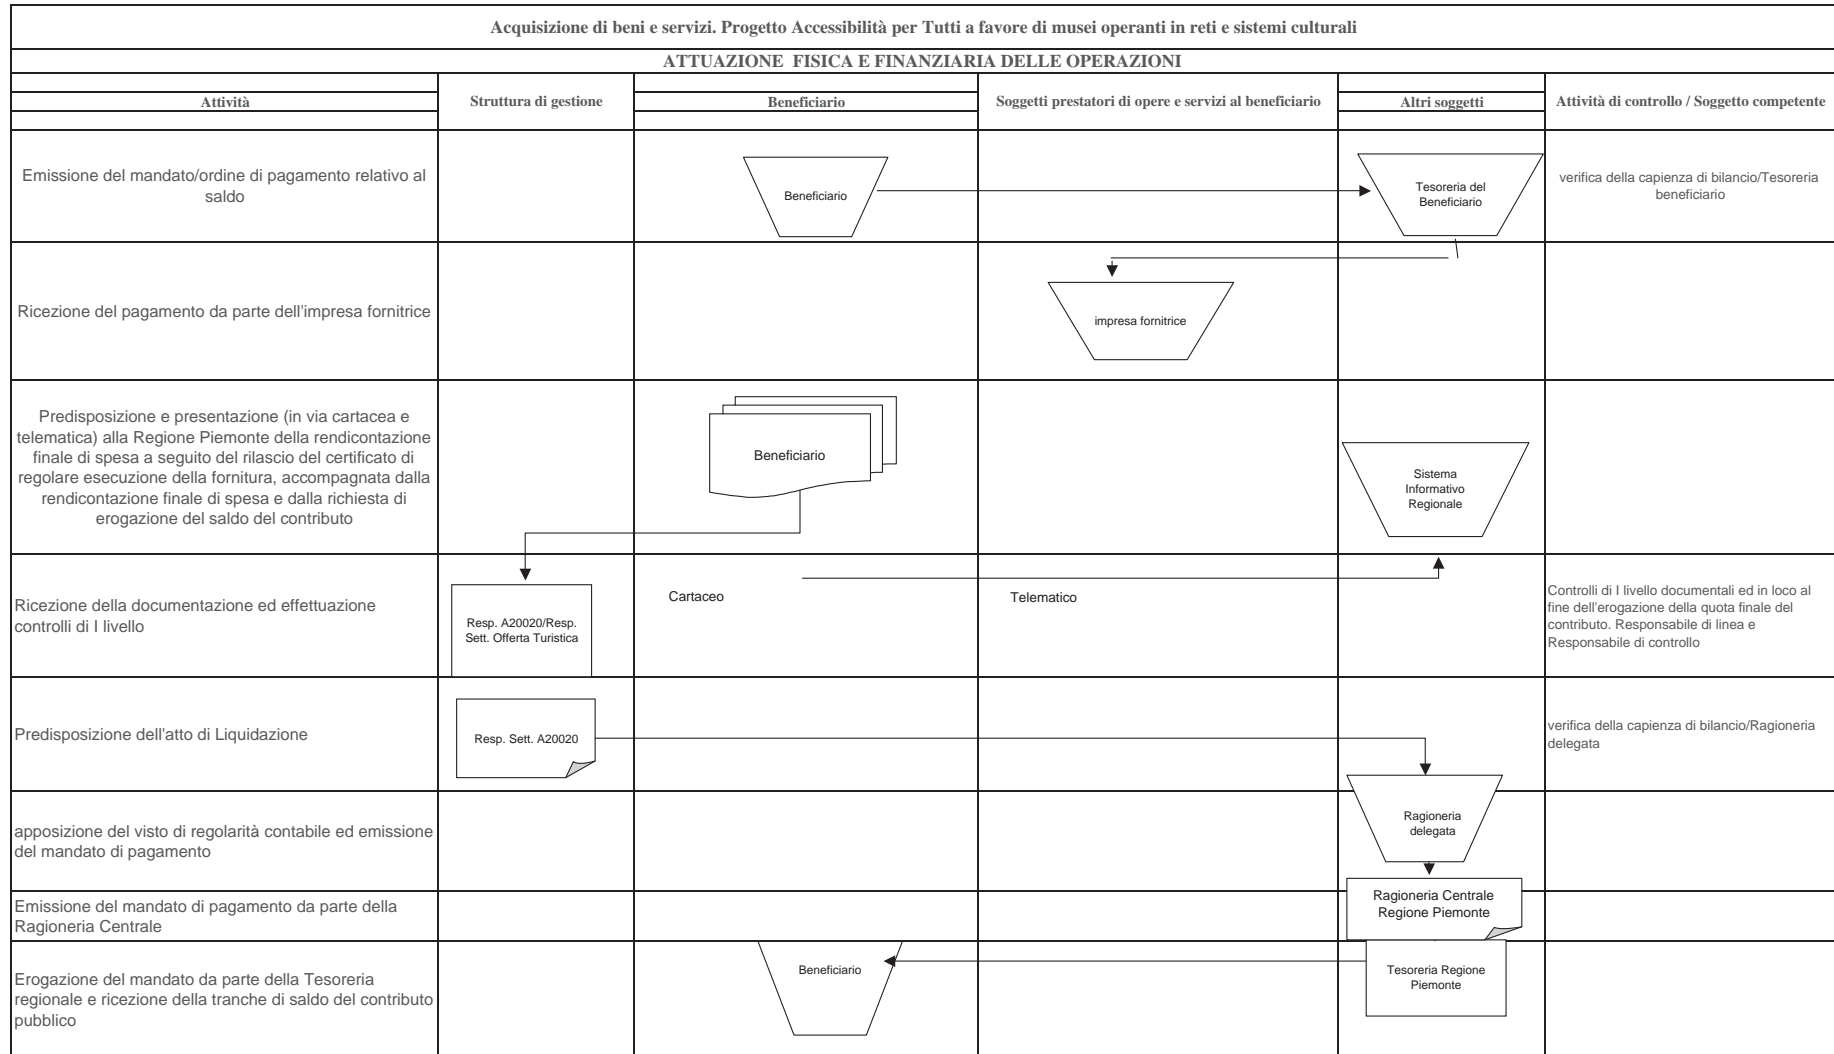 Acquisizione di beni e servizi. Progetto Accessibilità per Tutti a favore di musei operanti in reti e sistemi culturali
ATTUAZIONE FISICA E FINANZIARIA DELLE OPERAZIONI
Attività
Struttura di gestione
Beneficiario
Soggetti prestatori di opere e servizi al beneficiario
Altri soggetti
Attività di controllo / Soggetto competente
Emissione del mandato/ordine di pagamento relativo al
saldo
Beneficiario
Tesoreria del
Beneficiario
verifica della capienza di bilancio/Tesoreria
beneficiario
Ricezione del pagamento da parte dell'impresa fornitrice
impresa fornitrice
Predisposizione e presentazione (in via cartacea e
telematica) alla Regione Piemonte della rendicontazione
finale di spesa a seguito del rilascio del certificato di
regolare esecuzione della fornitura, accompagnata dalla
rendicontazione finale di spesa e dalla richiesta di
erogazione del saldo del contributo
Beneficiario
Sistema
Informativo
Regionale
Ricezione della documentazione ed effettuazione
controlli di I livello
Resp. A20020/Resp.
Sett. Offerta Turistica
Cartaceo
Telematico
Controlli di I livello documentali ed in loco al
fine dell'erogazione della quota finale del
contributo. Responsabile di linea e
Responsabile di controllo
Predisposizione dell'atto di Liquidazione
Resp. Sett. A20020
verifica della capienza di bilancio/Ragioneria
delegata
apposizione del visto di regolarità contabile ed emissione
del mandato di pagamento
Ragioneria
delegata
Emissione del mandato di pagamento da parte della
Ragioneria Centrale
Ragioneria Centrale
Regione Piemonte
Erogazione del mandato da parte della Tesoreria
regionale e ricezione della tranche di saldo del contributo
pubblico
Beneficiario
Tesoreria Regione
Piemonte